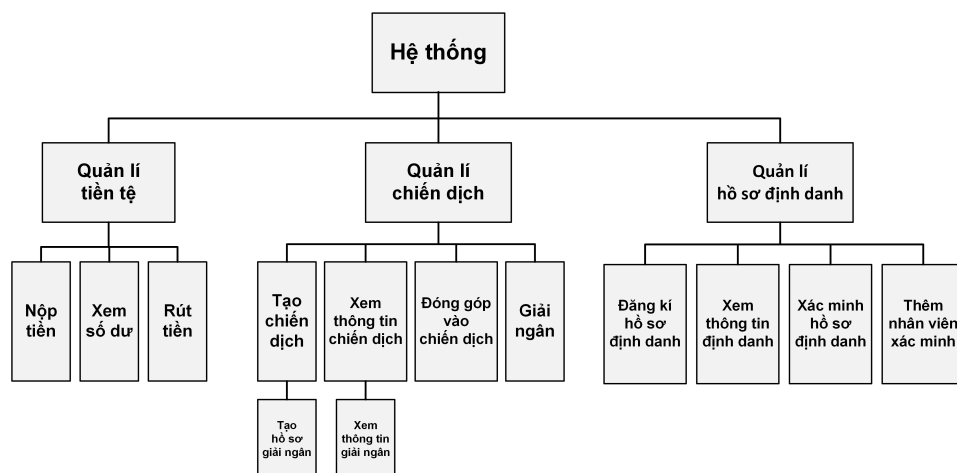 Hệ thống
Quản lí
tiền tệ
Quản lí
chiến dịch
Quản lí
hồ sơ định danh
Nộp
tiền
Xem
số dư
Rút
tiền
Tạo
chiến
dịch
Xem
thông tin
chiến dịch
Đóng góp
vào
chiến dịch
Giải
ngân
Đăng kí
hồ sơ
định danh
Xem
thông tin
định danh
Xác minh
hồ sơ
định danh
Thêm
nhân viên
xác minh
Tạo
hồ sơ
giải ngân
Xem
thông tin
giải ngân